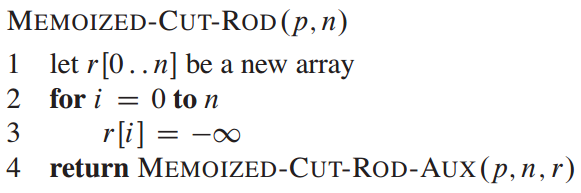 MEMOIZED-CUT-ROD(p, n)
1 let r[0..n] be a new array
2 for i = 0 to n
3 r[i] = −∞
4 return MEMOIZED-CUT-ROD-AUX(p, n, r)